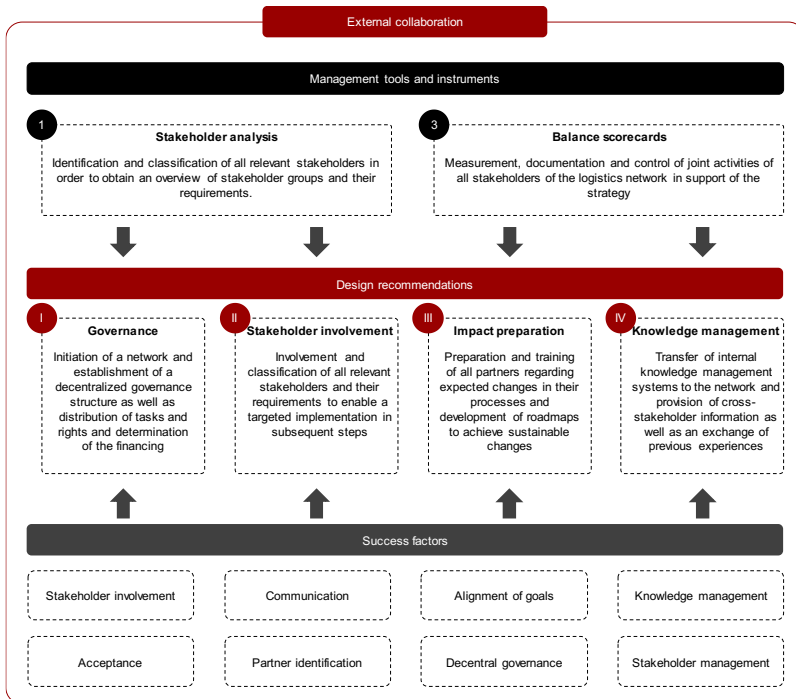 External collaboration
Management tools and instruments
1
Stakeholder analysis
Identification and classification of all relevant stakeholders in
order to obtain an overview of stakeholder groups and their
requirements.
3
Balance scorecards
Measurement, documentation and control of joint activities of
all stakeholders of the logistics network in support of the
strategy
Design recommendations
I
Governance
Initiation of a network and
establishment of a
decentralized governance
structure as well as
distribution of tasks and
rights and determination
of the financing
II
Stakeholder involvement
Involvement and
classification of all relevant
stakeholders and their
requirements to enable a
targeted implementation in
subsequent steps
III
Impact preparation
Preparation and training
of all partners regarding
expected changes in their
processes and
development of roadmaps
to achieve sustainable
changes
IV
Knowledge management
Transfer of internal
knowledge management
systems to the network and
provision of cross-
stakeholder information as
well as an exchange of
previous experiences
Success factors
Stakeholder involvement
Communication
Alignment of goals
Knowledge management
Acceptance
Partner identification
Decentral governance
Stakeholder management